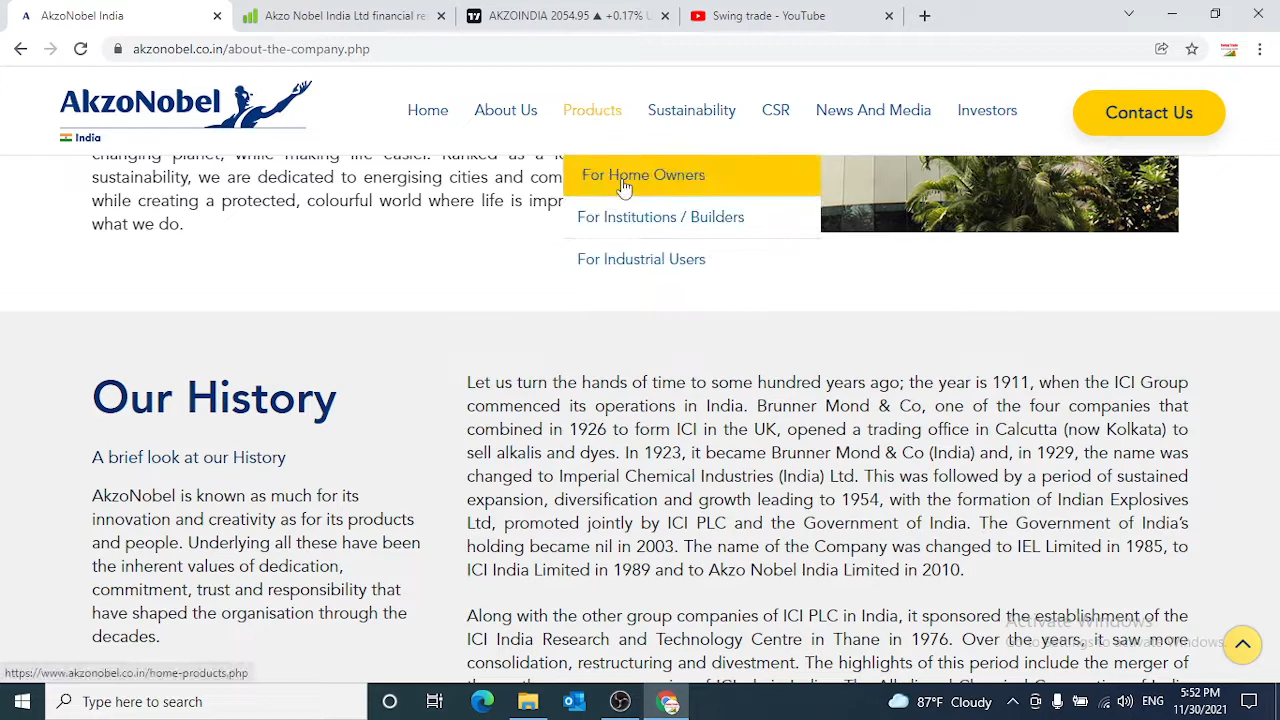 AkzoNobel India
Akzo Nobel India Ltd financial re
AKZOINDIA 2054.95 ▲ +0.17% U
Swing trade - YouTube
akzonobel.co.in/about-the-company.php
AkzoNobel
India
Home
About Us
Products
Sustainability
CSR
News And Media
Investors
Contact Us
For Home Owners
For Institutions / Builders
For Industrial Users
changing planet, while making life easier. Ranked as a
sustainability, we are dedicated to energising cities and com
while creating a protected, colourful world where life is impr
what we do.
Our History
A brief look at our History
AkzoNobel is known as much for its
innovation and creativity as for its products
and people. Underlying all these have been
the inherent values of dedication,
commitment, trust and responsibility that
have shaped the organisation through the
decades.
Let us turn the hands of time to some hundred years ago; the year is 1911, when the ICI Group
commenced its operations in India. Brunner Mond & Co, one of the four companies that
combined in 1926 to form ICI in the UK, opened a trading office in Calcutta (now Kolkata) to
sell alkalis and dyes. In 1923, it became Brunner Mond & Co (India) and, in 1929, the name was
changed to Imperial Chemical Industries (India) Ltd. This was followed by a period of sustained
expansion, diversification and growth leading to 1954, with the formation of Indian Explosives
Ltd, promoted jointly by ICI PLC and the Government of India. The Government of India's
holding became nil in 2003. The name of the Company was changed to IEL Limited in 1985, to
ICI India Limited in 1989 and to Akzo Nobel India Limited in 2010.
Along with the other group companies of ICI PLC in India, it sponsored the establishment of the
ICI India Research and Technology Centre in Thane in 1976. Over the years, it saw more
consolidation, restructuring and divestment. The highlights of this period include the merger of
Activate Windows
Go to Settings to activate Windows.
https://www.akzonobel.co.in/home-products.php
Type here to search
87°F Cloudy
ENG
5:52 PM
11/30/2021